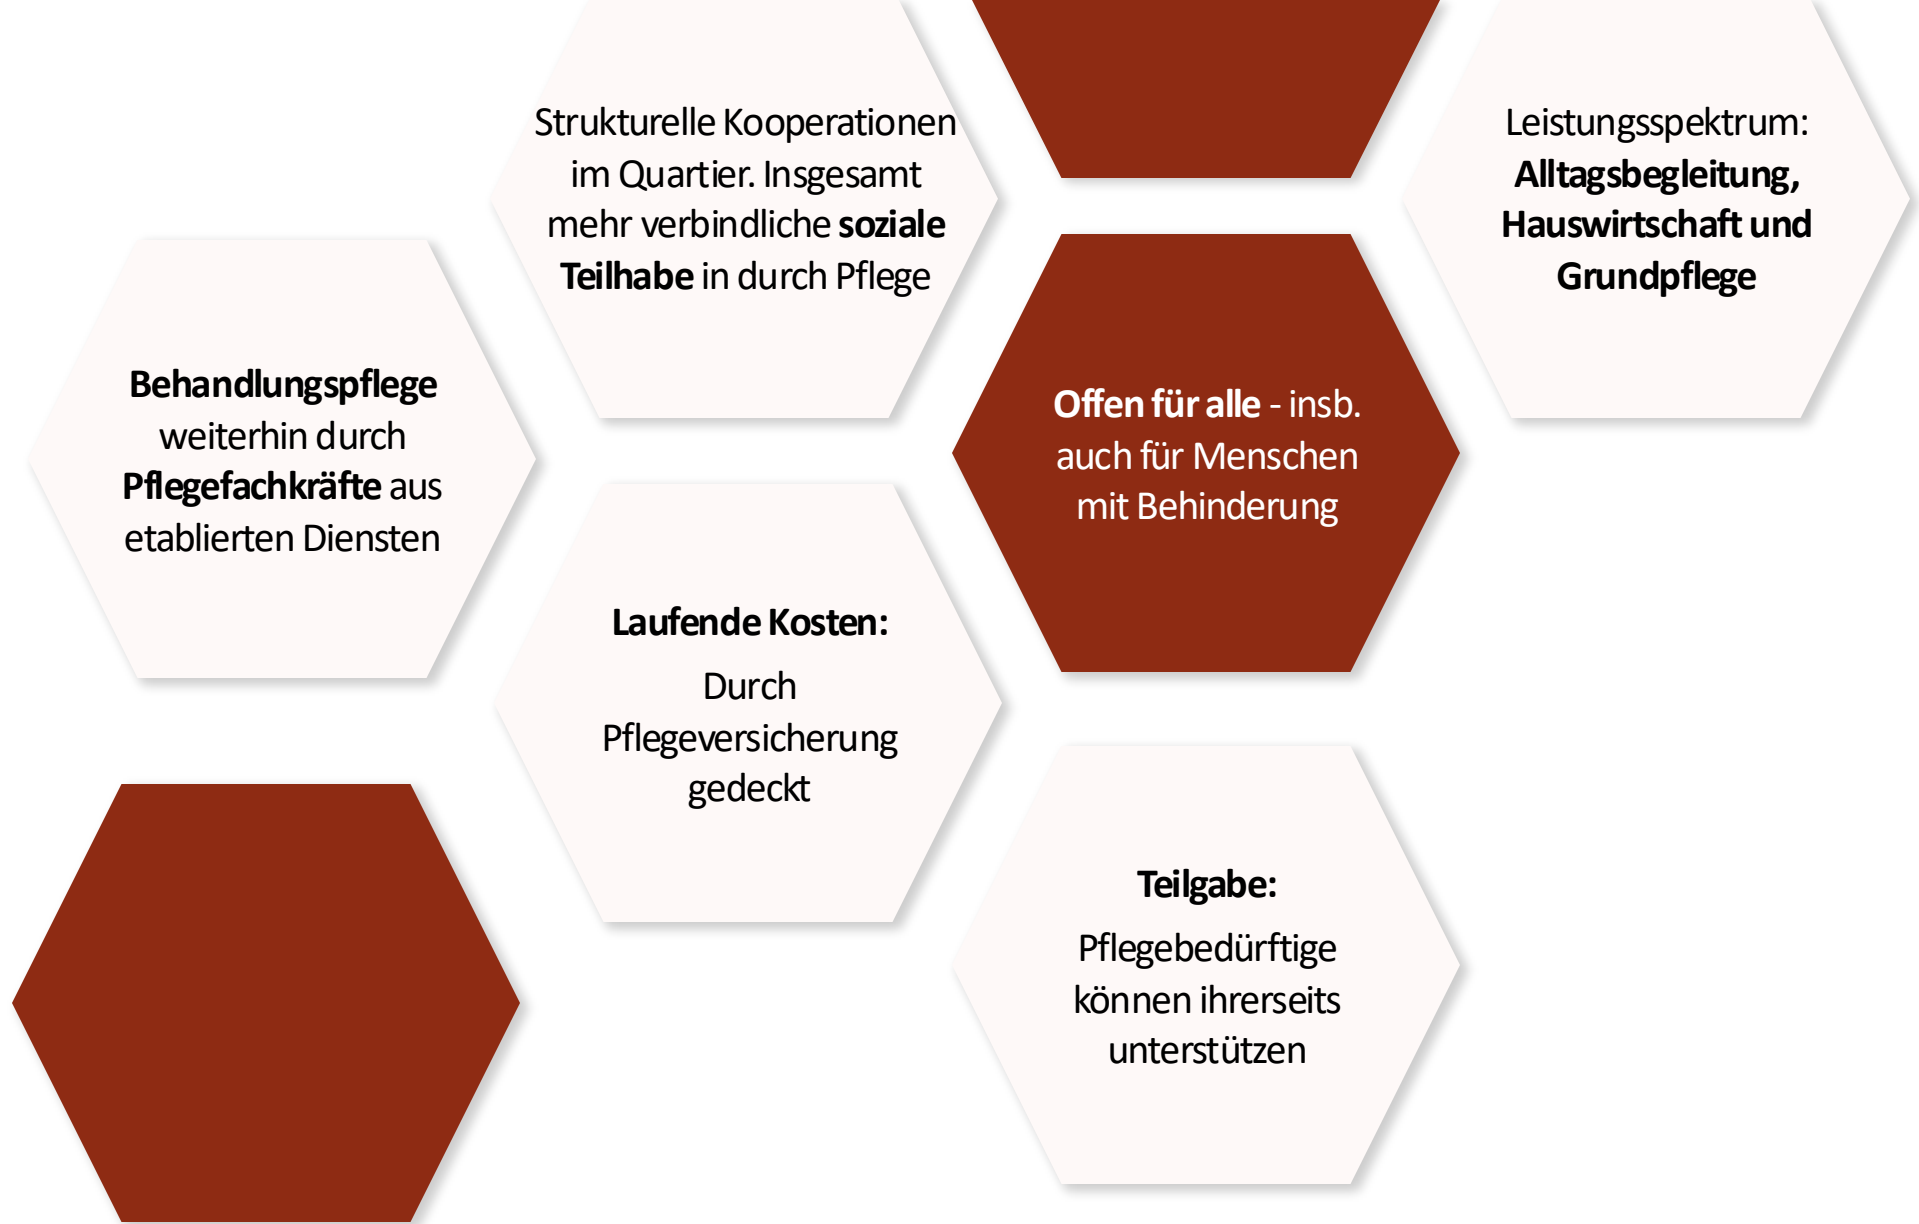 Strukturelle Kooperationen
im Quartier. Insgesamt
mehr verbindliche soziale
Teilhabe in durch Pflege
Leistungsspektrum:
Alltagsbegleitung,
Hauswirtschaft und
Grundpflege
Behandlungspflege
weiterhin durch
Pflegefachkräfte aus
etablierten Diensten
Offen für alle - insb.
auch für Menschen
mit Behinderung
Laufende Kosten:
Durch
Pflegeversicherung
gedeckt
Teilgabe:
Pflegebedürftige
können ihrerseits
unterstützen